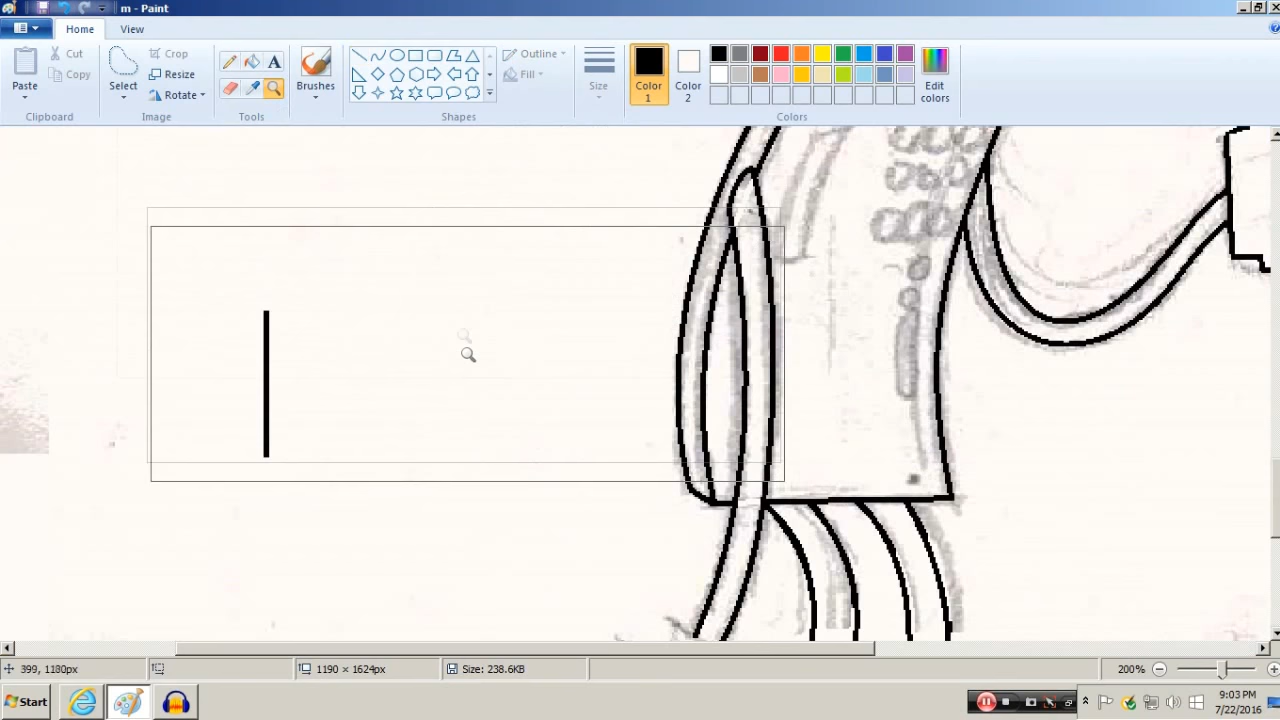 m - Paint
Home
View
Paste
Cut
Copy
Clipboard
Select
Crop
Resize
Rotate
Image
A
Tools
Brushes
Outline
Fill
Shapes
Size
Color 1
Color 2
Edit colors
Colors
399, 1180px
1190 × 1624px
Size: 238.6KB
200%
Start
9:03 PM
7/22/2016